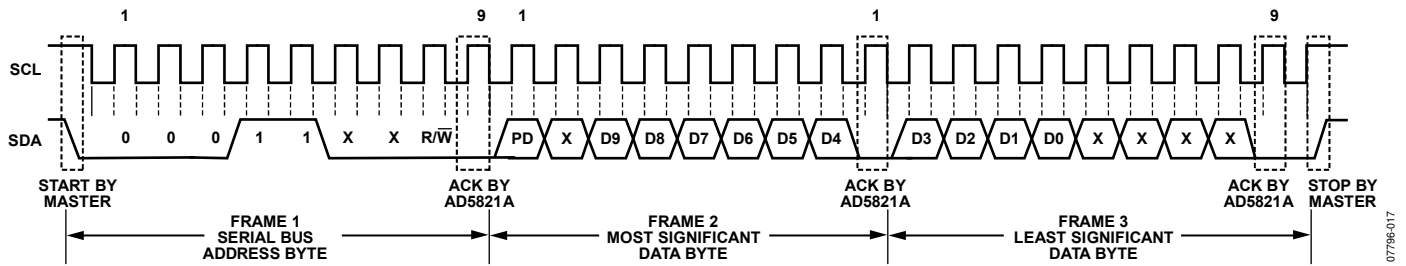 1 9 1 1 9
SCL
SDA 0 0 0 1 1 X X R/W̅ PD X D9 D8 D7 D6 D5 D4 D3 D2 D1 D0 X X X X
START BY
MASTER
ACK BY
AD5821A
ACK BY
AD5821A
ACK BY
AD5821A
STOP BY
MASTER
FRAME 1
SERIAL BUS
ADDRESS BYTE
FRAME 2
MOST SIGNIFICANT
DATA BYTE
FRAME 3
LEAST SIGNIFICANT
DATA BYTE
07796-017